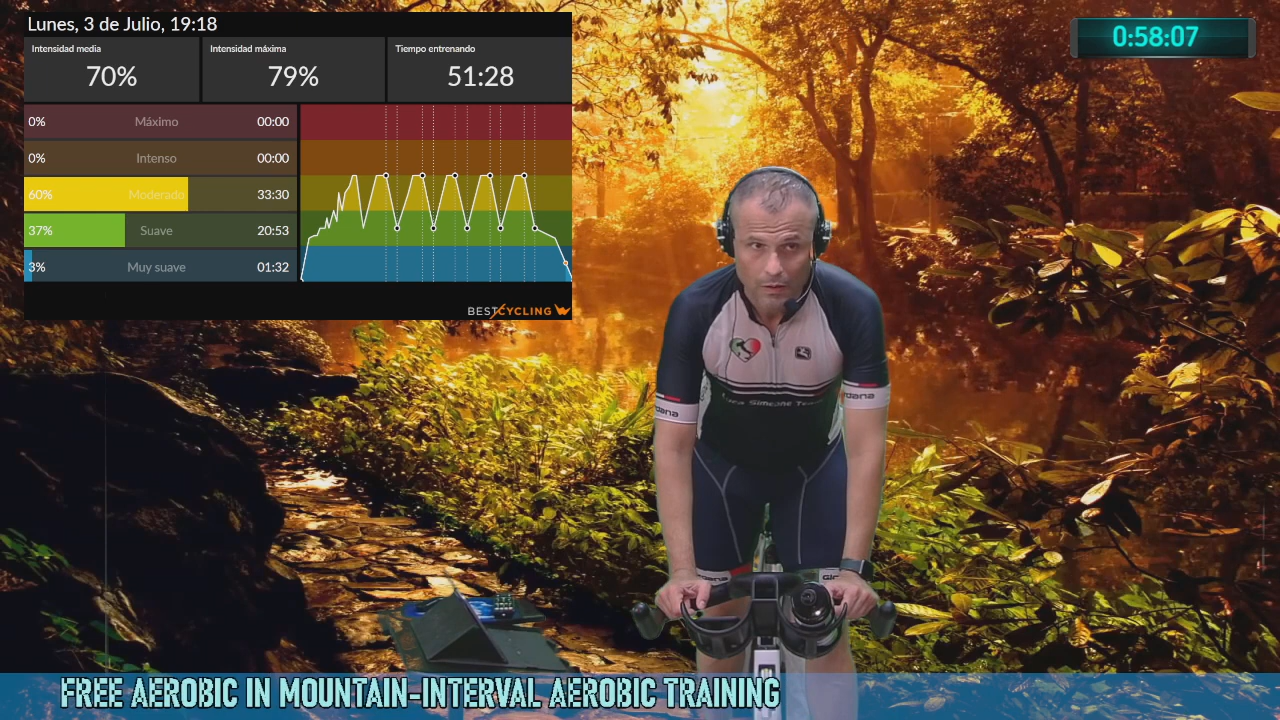 Lunes, 3 de Julio, 19:18
Intensidad media
70%
Intensidad máxima
79%
Tiempo entrenando
51:28
0% Máximo 00:00
0% Intenso 00:00
60% Moderado 33:30
37% Suave 20:53
3% Muy suave 01:32
BESTCYCLING
0:58:07
Simeone
rdana
FREE AEROBIC IN MOUNTAIN-INTERVAL AEROBIC TRAINING